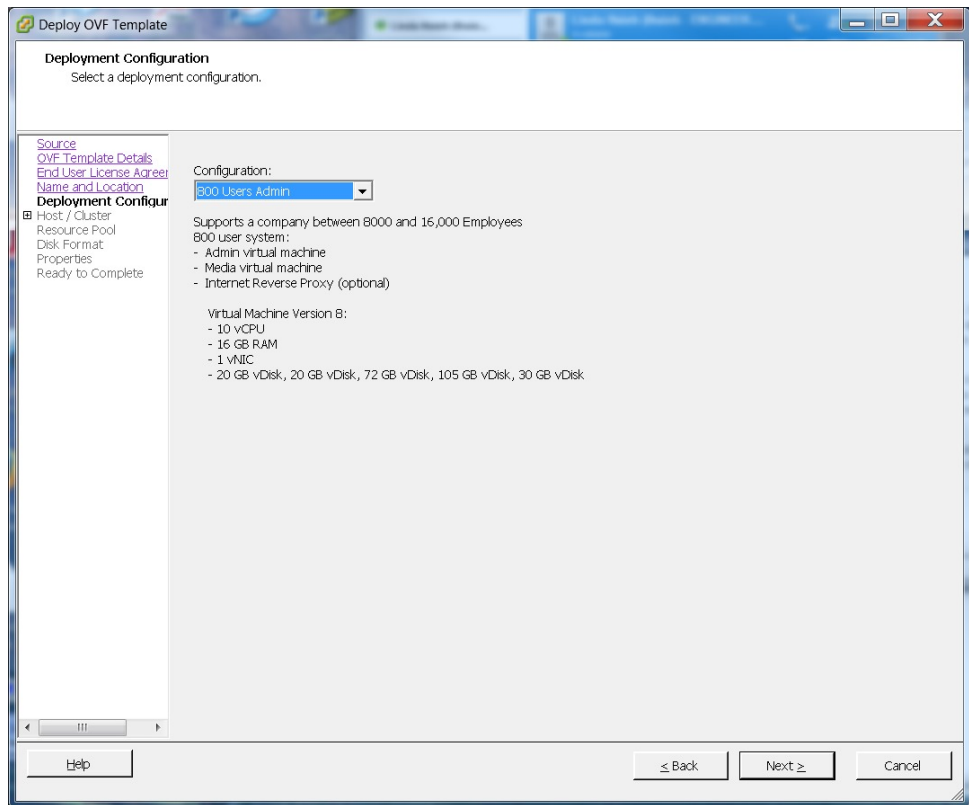 Deploy OVF Template
Deployment Configuration
Select a deployment configuration.
Source
OVF Template Details
End User License Agreer
Name and Location
Deployment Configur
Host / Cluster
Resource Pool
Disk Format
Properties
Ready to Complete
Configuration:
800 Users Admin
Supports a company between 8000 and 16,000 Employees
800 user system:
- Admin virtual machine
- Media virtual machine
- Internet Reverse Proxy (optional)
Virtual Machine Version 8:
- 10 vCPU
- 16 GB RAM
- 1 vNIC
- 20 GB vDisk, 20 GB vDisk, 72 GB vDisk, 105 GB vDisk, 30 GB vDisk
Help
≤ Back
Next ≥
Cancel